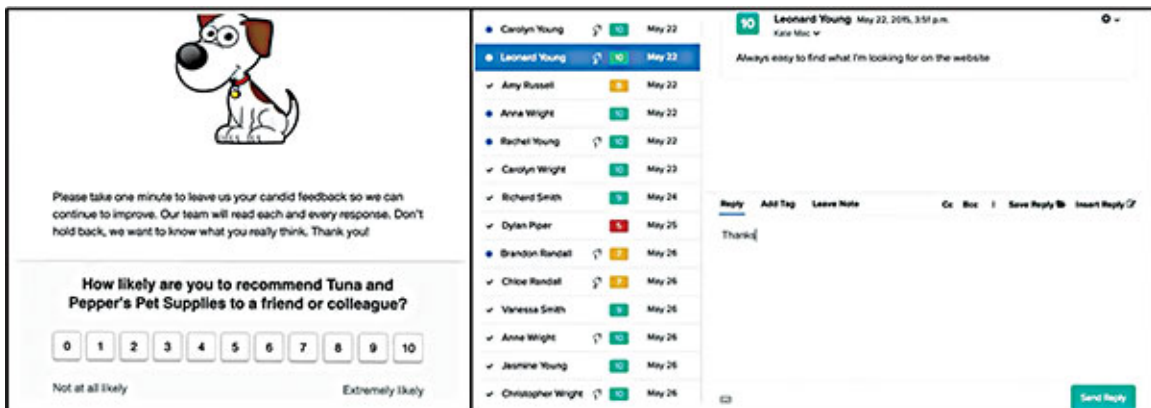 Please take one minute to leave us your candid feedback so we can
continue to improve. Our team will read each and every response. Don't
hold back, we want to know what you really think. Thank you!
How likely are you to recommend Tuna and
Pepper's Pet Supplies to a friend or colleague?
0 1 2 3 4 5 6 7 8 9 10
Not at all likely Extremely likely
Carolyn Young 10 May 22
Leonard Young 10 May 22
Amy Russell 8 May 22
Anna Wright 10 May 22
Rachel Young 10 May 22
Carolyn Wright 10 May 23
Richard Smith 9 May 24
Dylan Piper 5 May 25
Brandon Randall 7 May 26
Chloe Randall 7 May 26
Vanessa Smith 9 May 26
Anne Wright 10 May 26
Jasmine Young 10 May 26
Christopher Wright 10 May 26
10 Leonard Young May 22, 2015, 3:51 p.m.
Kate Mac
Always easy to find what I'm looking for on the website
Reply Add Tag Leave Note Cc Bcc | Save Reply Insert Reply
Thanks
Send Reply